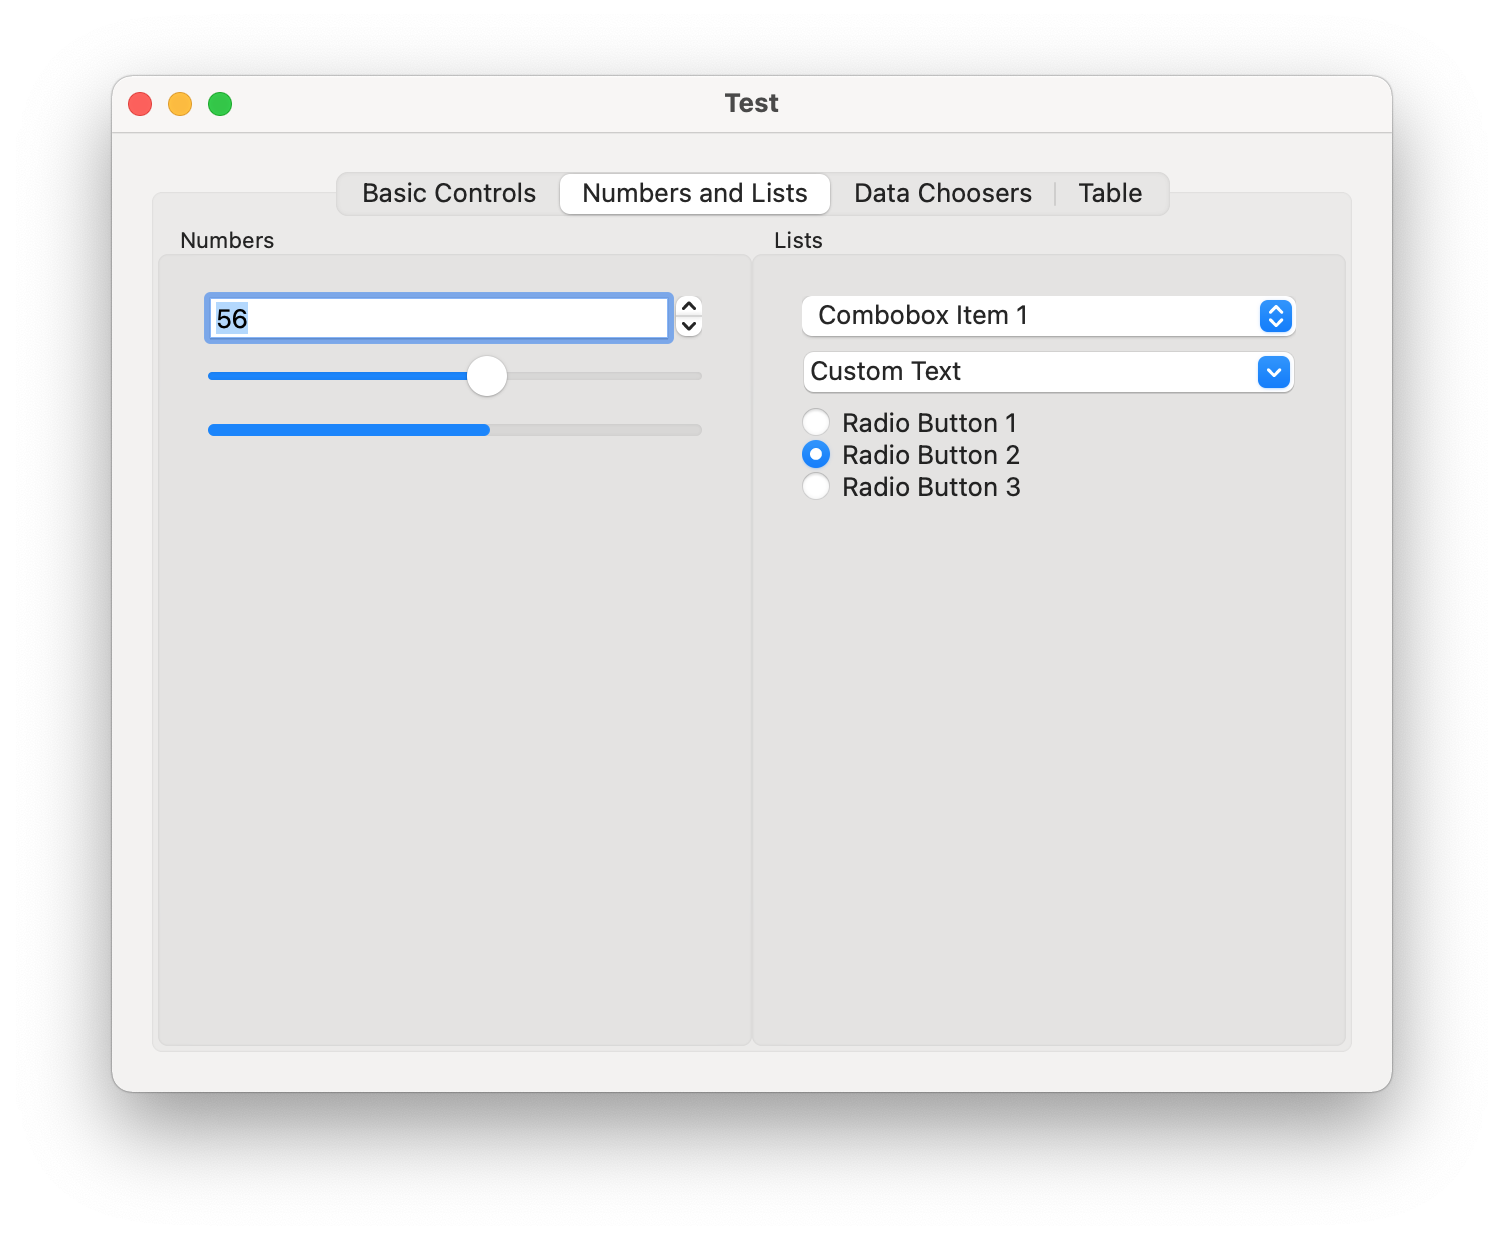 Test
Basic Controls
Numbers and Lists
Data Choosers
Table
Numbers
56
Lists
Combobox Item 1
Custom Text
Radio Button 1
Radio Button 2
Radio Button 3